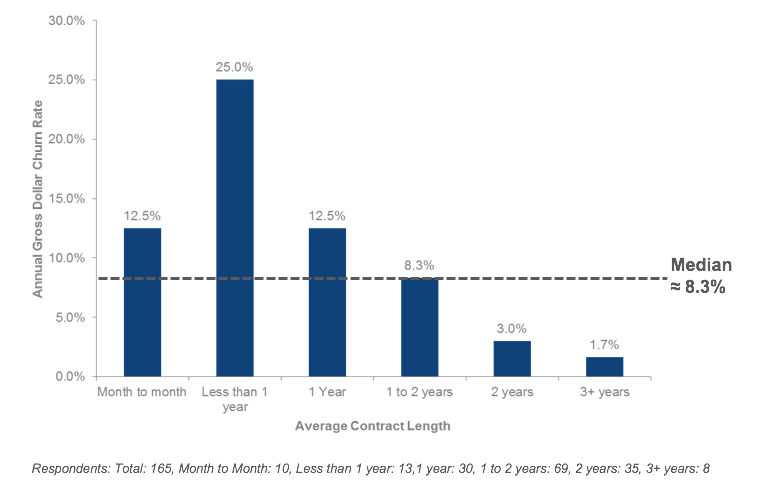 30.0%
25.0%
20.0%
15.0%
10.0%
5.0%
0.0%
Annual Gross Dollar Churn Rate
12.5%
25.0%
12.5%
8.3%
3.0%
1.7%
Median
≈ 8.3%
Month to month
Less than 1
year
1 Year
1 to 2 years
2 years
3+ years
Average Contract Length
Respondents: Total: 165, Month to Month: 10, Less than 1 year: 13,1 year: 30, 1 to 2 years: 69, 2 years: 35, 3+ years: 8